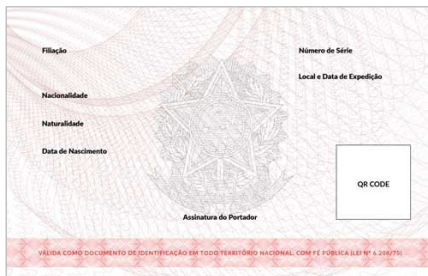 Filiação
Número de Série
Local e Data de Expedição
Nacionalidade
Naturalidade
Data de Nascimento
QR CODE
Assinatura do Portador
VÁLIDA COMO DOCUMENTO DE IDENTIFICAÇÃO EM TODO TERRITÓRIO NACIONAL, COM FÉ PÚBLICA (LEI Nº 6.206/75)